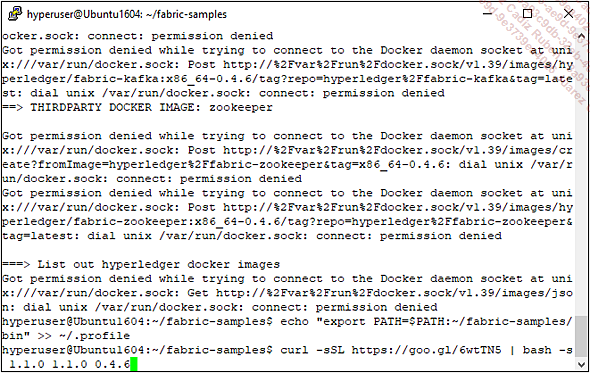 hyperuser@Ubuntu1604: ~/fabric-samples
ocker.sock: connect: permission denied
Got permission denied while trying to connect to the Docker daemon socket at uni
x:///var/run/docker.sock: Post http://%2Fvar%2Frun%2Fdocker.sock/v1.39/images/hy
perledger/fabric-kafka:x86_64-0.4.6/tag?repo=hyperledger%2Ffabric-kafka&tag=late
st: dial unix /var/run/docker.sock: connect: permission denied
==> THIRDPARTY DOCKER IMAGE: zookeeper
Got permission denied while trying to connect to the Docker daemon socket at uni
x:///var/run/docker.sock: Post http://%2Fvar%2Frun%2Fdocker.sock/v1.39/images/cr
eate?fromImage=hyperledger%2Ffabric-zookeeper&tag=x86_64-0.4.6: dial unix /var/r
un/docker.sock: connect: permission denied
Got permission denied while trying to connect to the Docker daemon socket at uni
x:///var/run/docker.sock: Post http://%2Fvar%2Frun%2Fdocker.sock/v1.39/images/hy
perledger/fabric-zookeeper:x86_64-0.4.6/tag?repo=hyperledger%2Ffabric-zookeeper&
tag=latest: dial unix /var/run/docker.sock: connect: permission denied
===> List out hyperledger docker images
Got permission denied while trying to connect to the Docker daemon socket at uni
x:///var/run/docker.sock: Get http://%2Fvar%2Frun%2Fdocker.sock/v1.39/images/jso
n: dial unix /var/run/docker.sock: connect: permission denied
hyperuser@Ubuntu1604:~/fabric-samples$ echo "export PATH=$PATH:~/fabric-samples/
bin" >> ~/.profile
hyperuser@Ubuntu1604:~/fabric-samples$ curl -sSL https://goo.gl/6wtTN5 | bash -s
 1.1.0 1.1.0 0.4.6